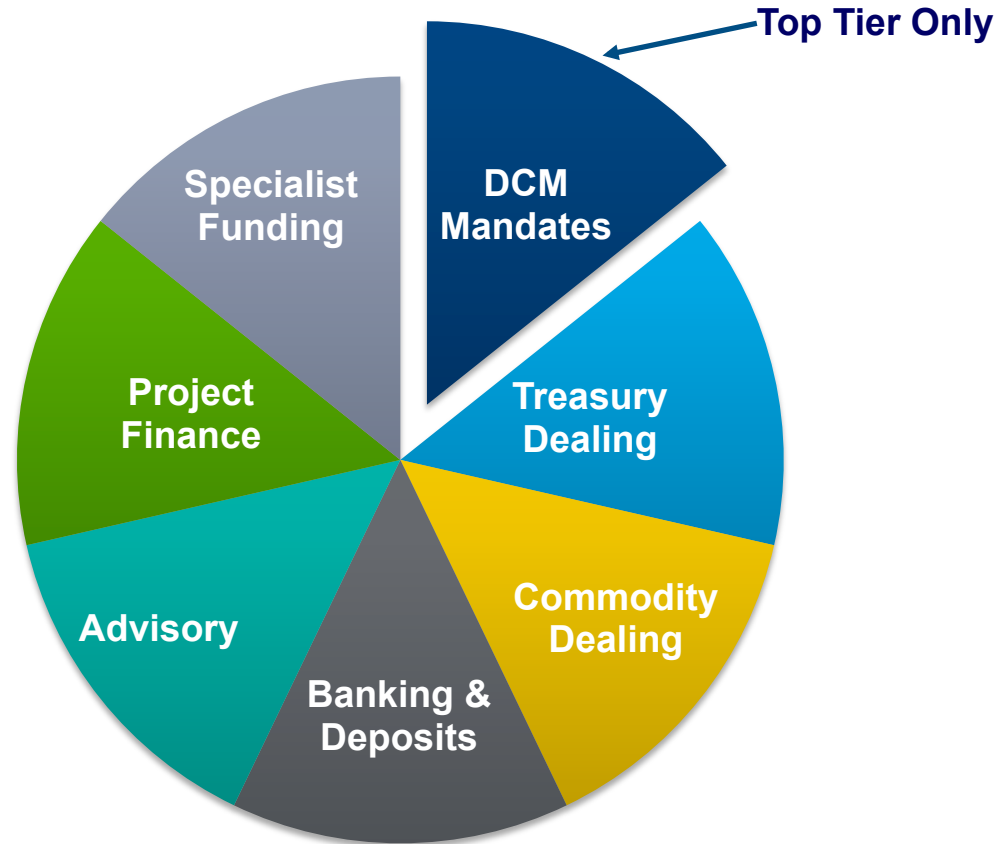 Top Tier Only
DCM
Mandates
Specialist
Funding
Treasury
Dealing
Project
Finance
Commodity
Dealing
Advisory
Banking &
Deposits